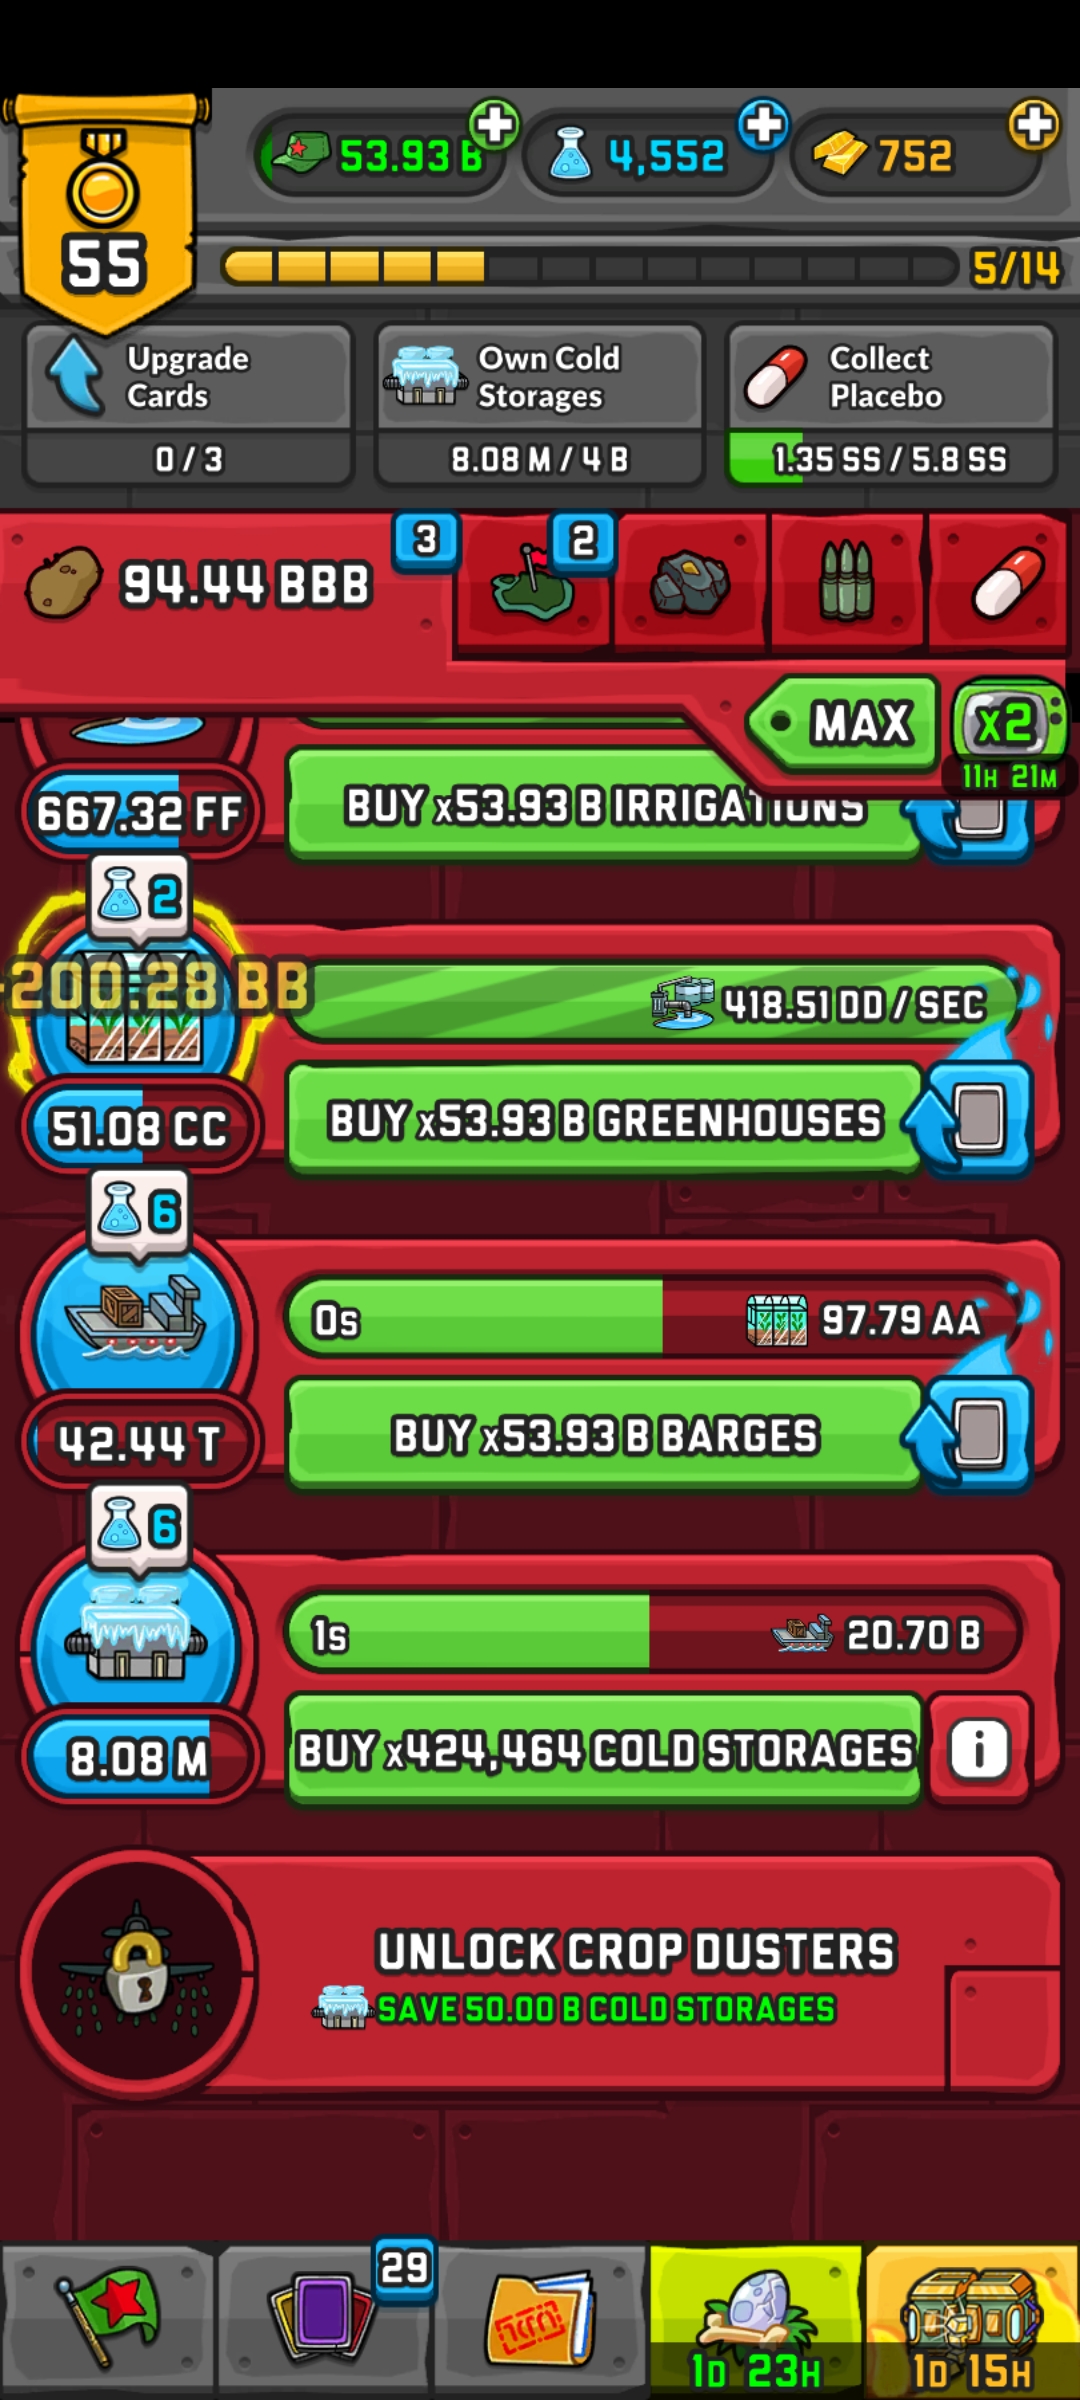 53.93 B
4,552
752
55
5/14
Upgrade
Cards
0 / 3
Own Cold
Storages
8.08 M / 4 B
Collect
Placebo
1.35 SS / 5.8 SS
94.44 BBB
3
2
MAX
x2
11H 21M
667.32 FF
BUY x53.93 B IRRIGATIONS
2
200.28 BB
418.51 DD / SEC
51.08 CC
BUY x53.93 B GREENHOUSES
6
0s
97.79 AA
42.44 T
BUY x53.93 B BARGES
6
1s
20.70 B
8.08 M
BUY x424,464 COLD STORAGES
i
UNLOCK CROP DUSTERS
SAVE 50.00 B COLD STORAGES
29
1D 23H
1D 15H